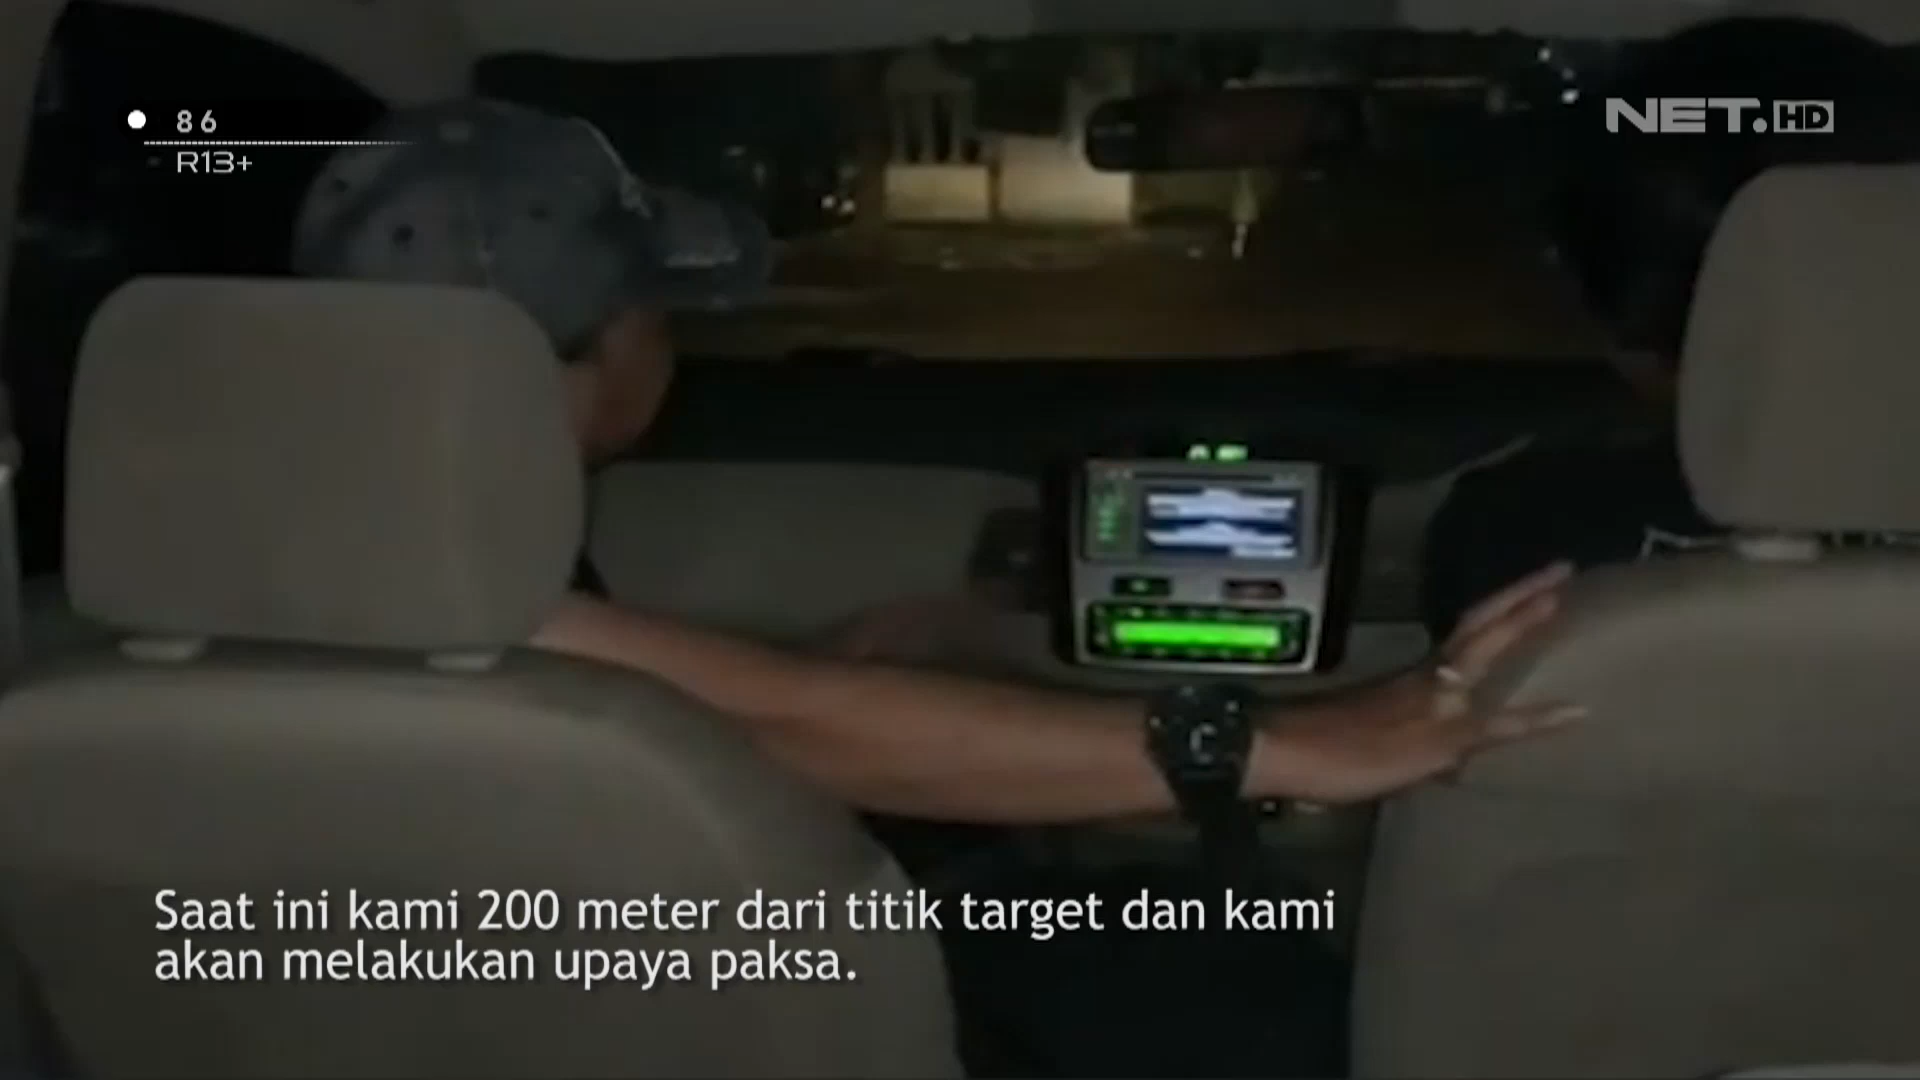 86
R13+
NET.HD
Saat ini kami 200 meter dari titik target dan kami
akan melakukan upaya paksa.